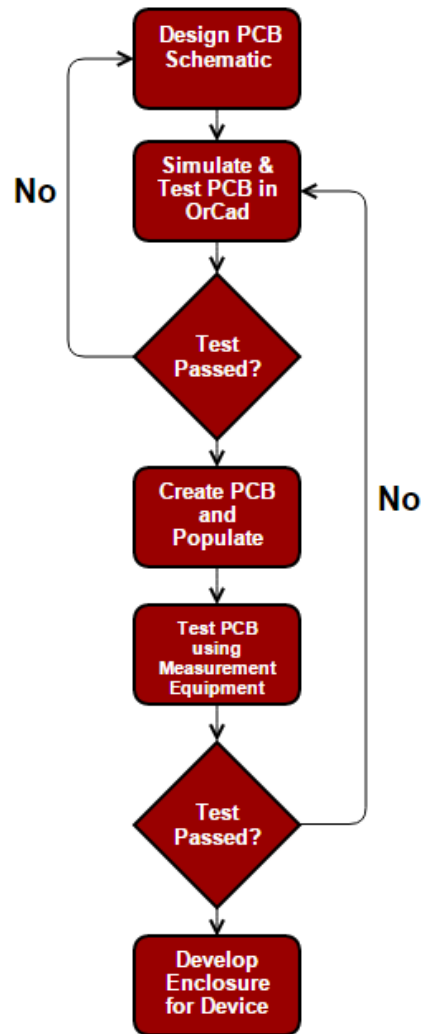 Design PCB
Schematic
Simulate &
Test PCB in
OrCad
No
Test
Passed?
Create PCB
and
Populate
No
Test PCB
using
Measurement
Equipment
Test
Passed?
Develop
Enclosure
for Device